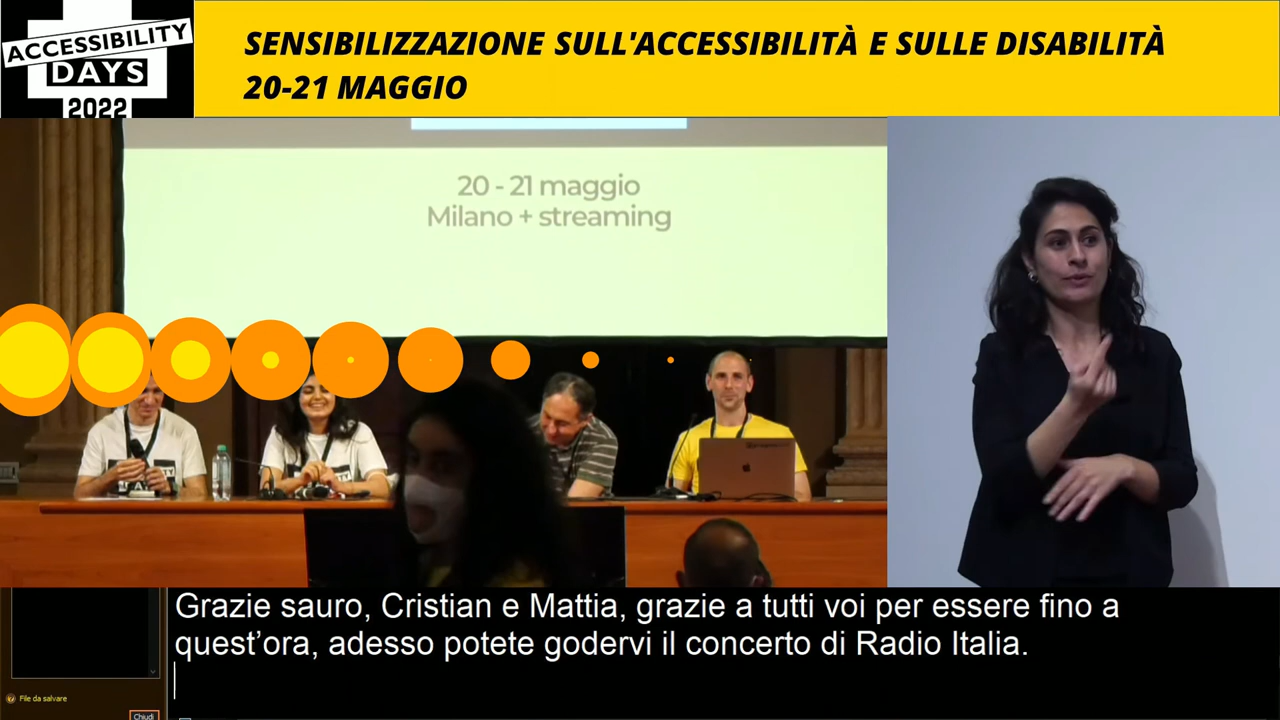 ACCESSIBILITY
DAYS
2022
SENSIBILIZZAZIONE SULL'ACCESSIBILITÀ E SULLE DISABILITÀ
20-21 MAGGIO
20 - 21 maggio
Milano + streaming
Grazie sauro, Cristian e Mattia, grazie a tutti voi per essere fino a
quest’ora, adesso potete godervi il concerto di Radio Italia.
File da salvare
Chiudi